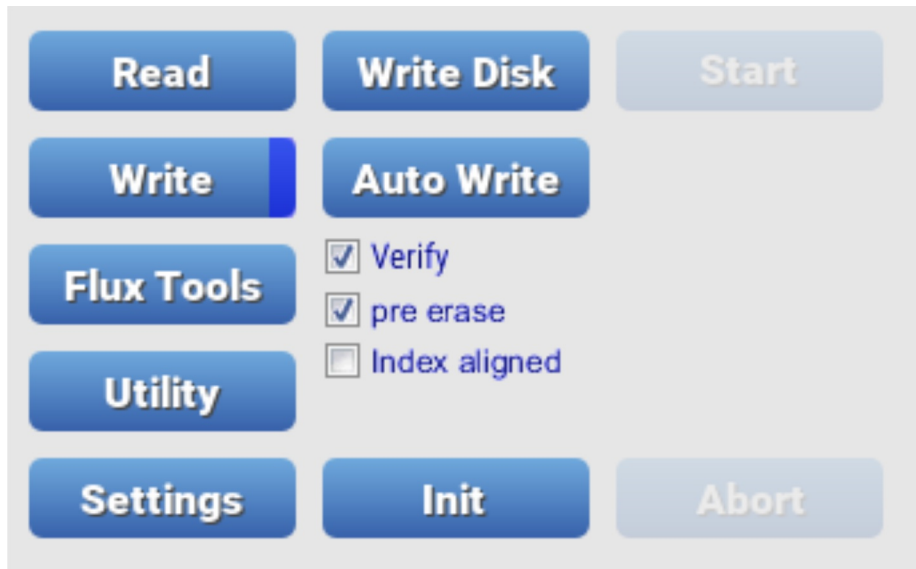 Read
Write Disk
Start
Write
Auto Write
Verify
Flux Tools
pre erase
Index aligned
Utility
Settings
Init
Abort